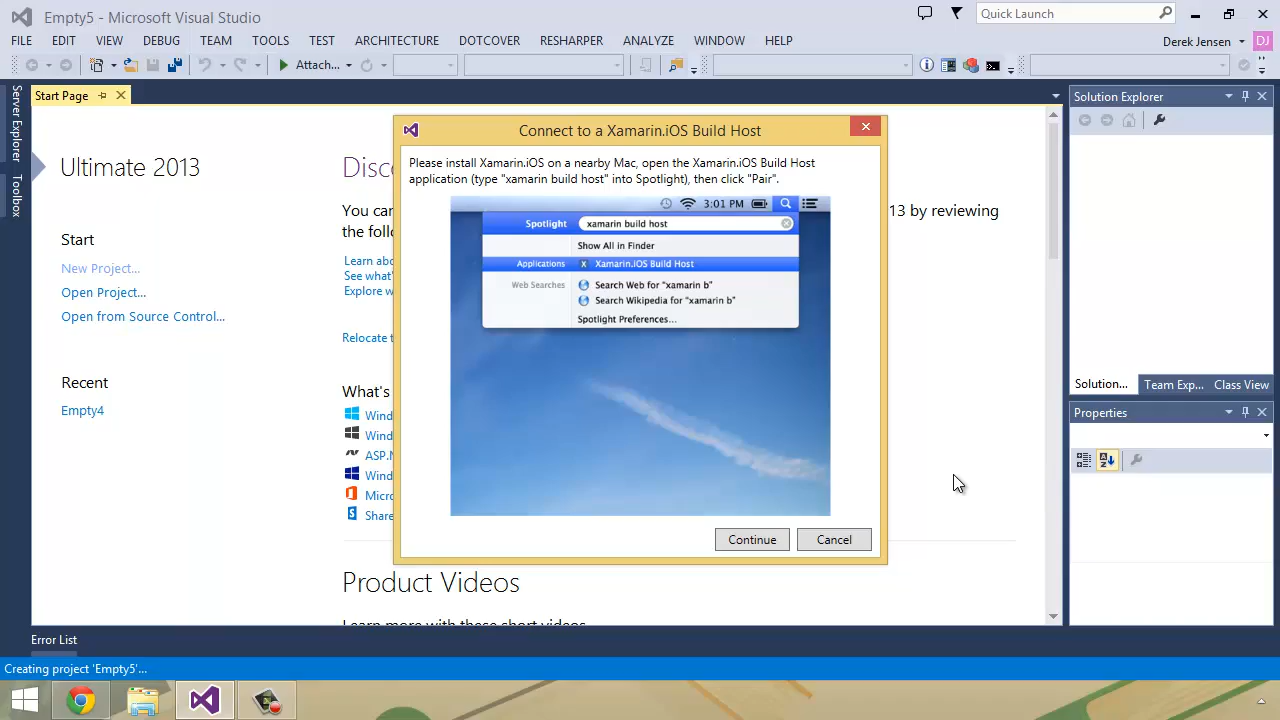 Empty5 - Microsoft Visual Studio
Quick Launch
FILE EDIT VIEW DEBUG TEAM TOOLS TEST ARCHITECTURE DOTCOVER RESHARPER ANALYZE WINDOW HELP
Derek Jensen
DJ
Attach...
Server Explorer
Toolbox
Start Page
Ultimate 2013
Start
New Project...
Open Project...
Open from Source Control...
Recent
Empty4
Disc
You can
13 by reviewing
the follo
Learn abo
See what'
Explore w
Relocate t
What's
Wind
Wind
ASP.N
Wind
Micro
Share
Product Videos
Learn more with these short videos
Connect to a Xamarin.iOS Build Host
Please install Xamarin.iOS on a nearby Mac, open the Xamarin.iOS Build Host
application (type "xamarin build host" into Spotlight), then click "Pair".
3:01 PM
Spotlight xamarin build host
Show All in Finder
Applications X Xamarin.iOS Build Host
Web Searches Search Web for "xamarin b"
Search Wikipedia for "xamarin b"
Spotlight Preferences...
Continue Cancel
Solution Explorer
Solution... Team Exp... Class View
Properties
Error List
Creating project 'Empty5'...